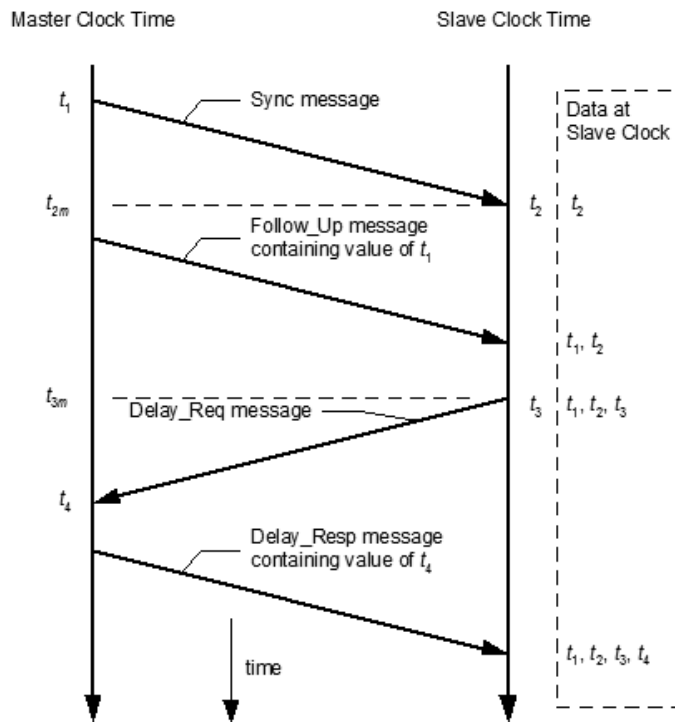 Master Clock Time
Slave Clock Time
t1
Sync message
Data at
Slave Clock
t2m
t2
t2
Follow_Up message
containing value of t1
t1, t2
t3m
Delay_Req message
t3
t1, t2, t3
t4
Delay_Resp message
containing value of t4
time
t1, t2, t3, t4